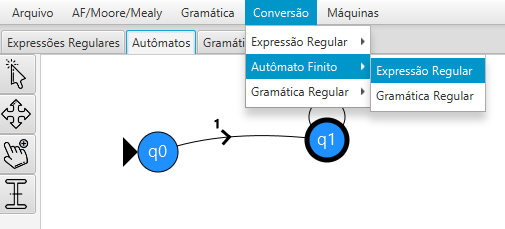 Arquivo AF/Moore/Mealy Gramática Conversão Máquinas
Expressões Regulares Autômatos Gramáti
Expressão Regular
Autômato Finito
Gramática Regular
Expressão Regular
Gramática Regular
1
q0
q1